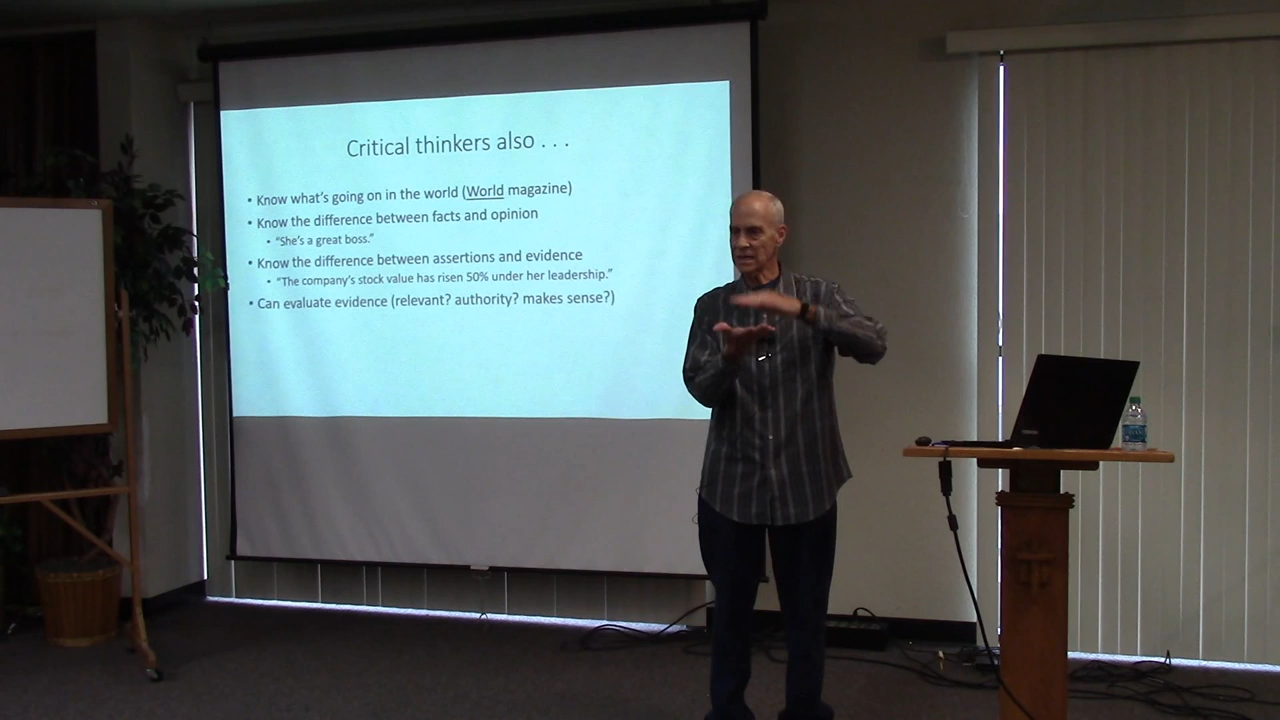 Critical thinkers also . . .
• Know what's going on in the world (World magazine)
• Know the difference between facts and opinion
• "She's a great boss."
• Know the difference between assertions and evidence
• "The company's stock value has risen 50% under her leadership."
• Can evaluate evidence (relevant? authority? makes sense?)